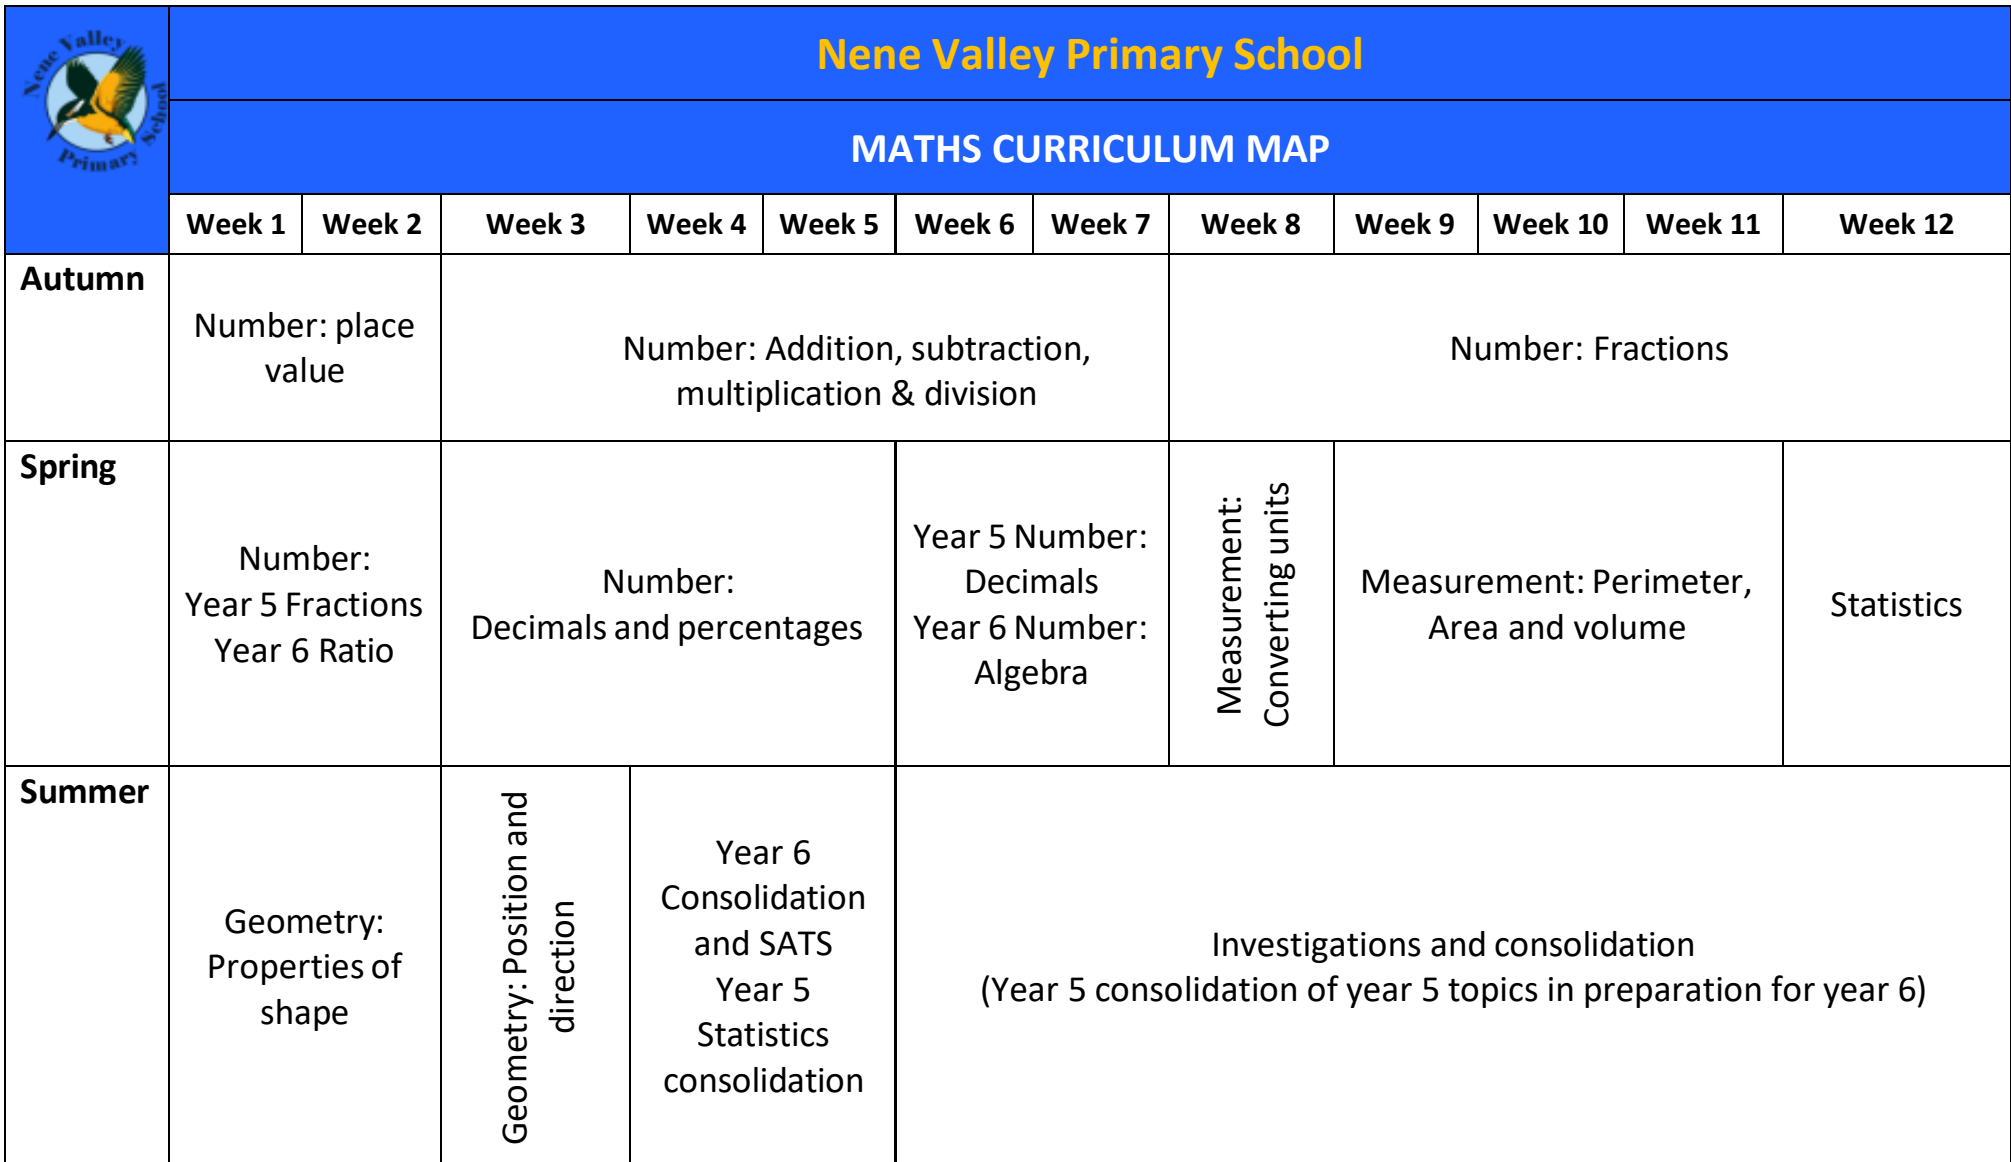 Nene Valley
Primary School
Nene Valley Primary School
MATHS CURRICULUM MAP
Week 1 Week 2 Week 3 Week 4 Week 5 Week 6 Week 7 Week 8 Week 9 Week 10 Week 11 Week 12
Autumn
Number: place
value
Number: Addition, subtraction,
multiplication & division
Number: Fractions
Spring
Number:
Year 5 Fractions
Year 6 Ratio
Number:
Decimals and percentages
Year 5 Number:
Decimals
Year 6 Number:
Algebra
Measurement:
Converting units
Measurement: Perimeter,
Area and volume
Statistics
Summer
Geometry:
Properties of
shape
Geometry: Position and
direction
Year 6
Consolidation
and SATS
Year 5
Statistics
consolidation
Investigations and consolidation
(Year 5 consolidation of year 5 topics in preparation for year 6)